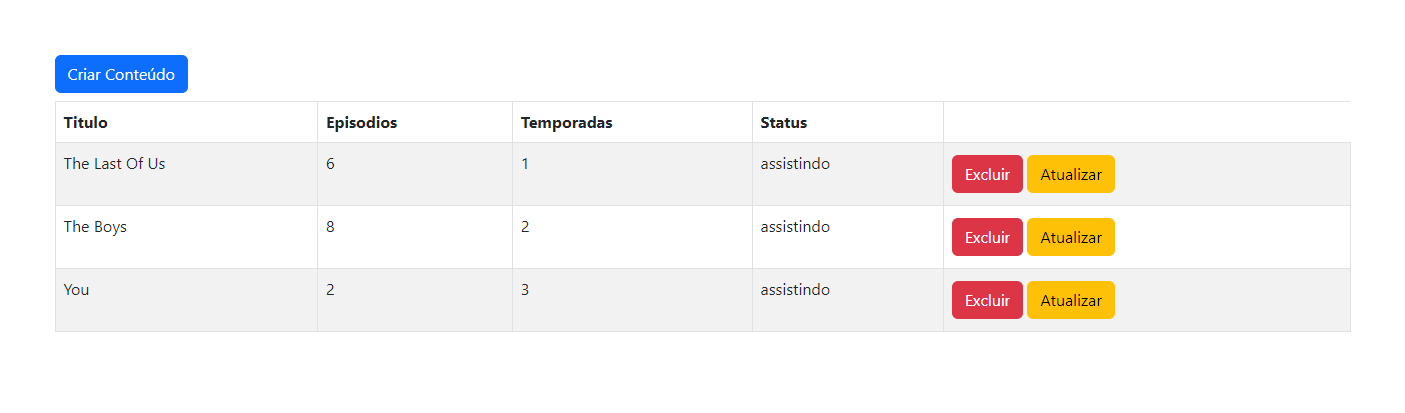 Criar Conteúdo
Titulo Episodios Temporadas Status
The Last Of Us 6 1 assistindo Excluir Atualizar
The Boys 8 2 assistindo Excluir Atualizar
You 2 3 assistindo Excluir Atualizar